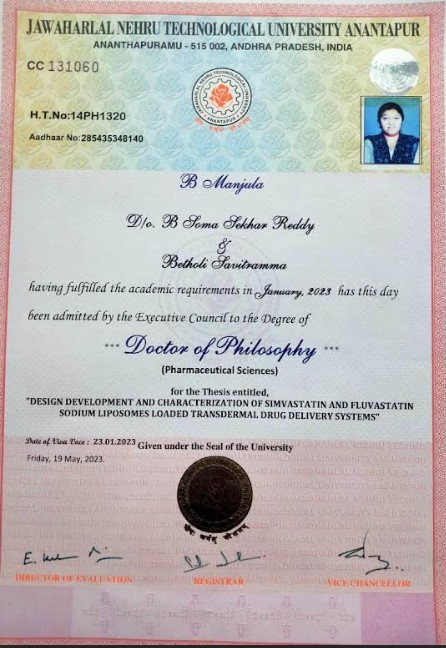 JAWAHARLAL NEHRU TECHNOLOGICAL UNIVERSITY ANANTAPUR
ANANTHAPURAMU - 515 002, ANDHRA PRADESH, INDIA
CC 131060
H.T.No:14PH1320
Aadhaar No:285435348140
B Manjula
D/o. B Soma Sekhar Reddy
&
Betholi Savitramma
having fulfilled the academic requirements in January, 2023 has this day
been admitted by the Executive Council to the Degree of
*** Doctor of Philosophy ***
(Pharmaceutical Sciences)
for the Thesis entitled,
"DESIGN DEVELOPMENT AND CHARACTERIZATION OF SIMVASTATIN AND FLUVASTATIN
SODIUM LIPOSOMES LOADED TRANSDERMAL DRUG DELIVERY SYSTEMS"
Date of Viva Voce : 23.01.2023 Given under the Seal of the University
Friday, 19 May, 2023.
DIRECTOR OF EVALUATION REGISTRAR VICE CHANCELLOR